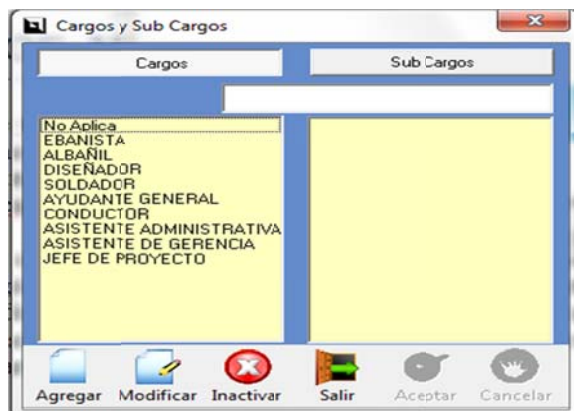 Cargos y Sub Cargos
Cargos
Sub Cargos
No Aplica
EBANISTA
ALBAÑIL
DISEÑADOR
SOLDADOR
AYUDANTE GENERAL
CONDUCTOR
ASISTENTE ADMINISTRATIVA
ASISTENTE DE GERENCIA
JEFE DE PROYECTO
Agregar Modificar Inactivar Salir Aceptar Cancelar